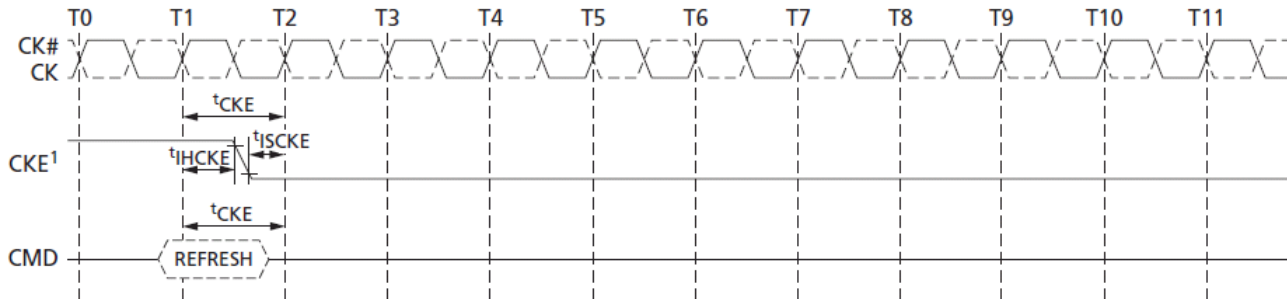 T0 T1 T2 T3 T4 T5 T6 T7 T8 T9 T10 T11
CK#
CK
tCKE
tISCKE
CKE1
tIHCKE
tCKE
CMD
REFRESH